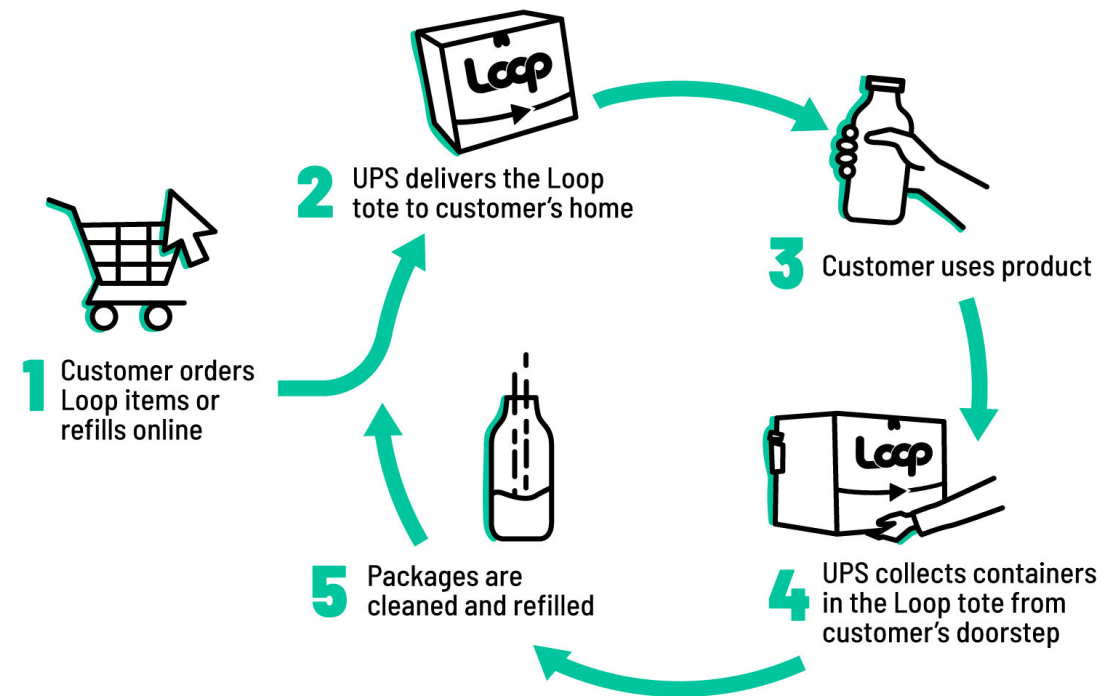 Loop
2 UPS delivers the Loop
tote to customer's home
1 Customer orders
Loop items or
refills online
3 Customer uses product
Loop
4 UPS collects containers
in the Loop tote from
customer's doorstep
5 Packages are
cleaned and refilled